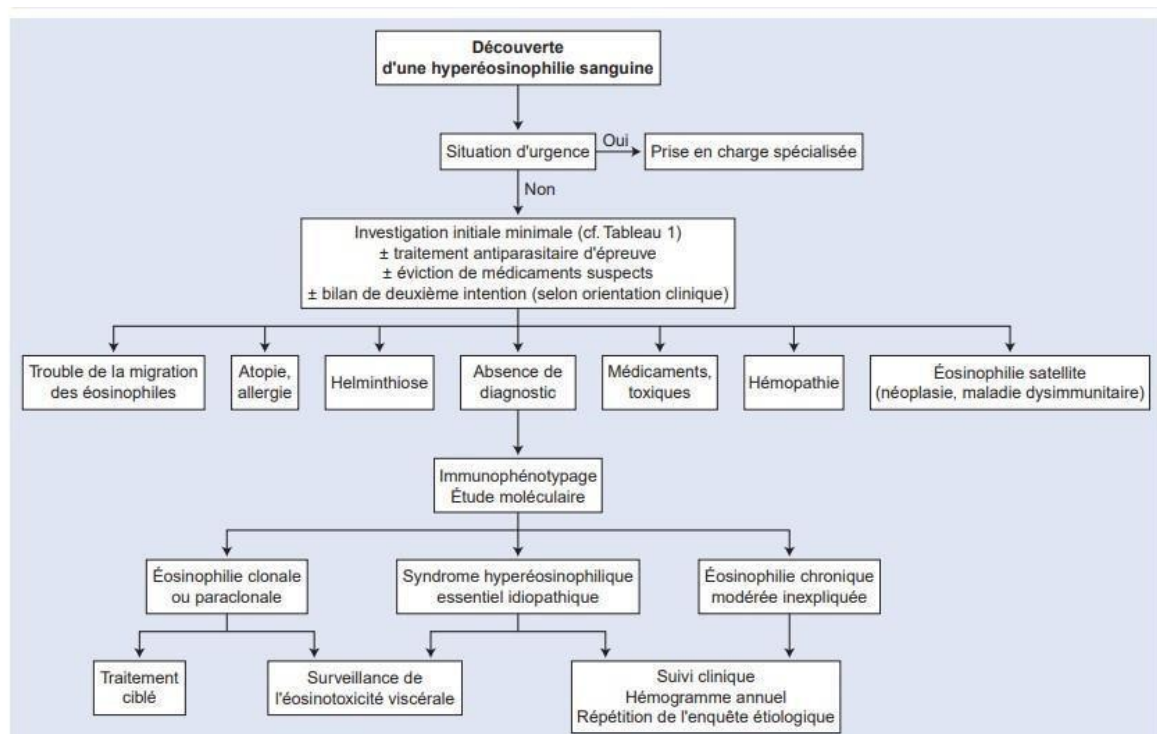 Découverte
d'une hyperéosinophilie sanguine
Situation d'urgence
Oui
Prise en charge spécialisée
Non
Investigation initiale minimale (cf. Tableau 1)
± traitement antiparasitaire d'épreuve
± éviction de médicaments suspects
± bilan de deuxième intention (selon orientation clinique)
Trouble de la migration
des éosinophiles
Atopie,
allergie
Helminthiose
Absence de
diagnostic
Médicaments,
toxiques
Hémopathie
Éosinophilie satellite
(néoplasie, maladie dysimmunitaire)
Immunophénotypage
Étude moléculaire
Éosinophilie clonale
ou paraclonale
Syndrome hyperéosinophilique
essentiel idiopathique
Éosinophilie chronique
modérée inexpliquée
Traitement
ciblé
Surveillance de
l'éosinotoxicité viscérale
Suivi clinique
Hémogramme annuel
Répétition de l'enquête étiologique